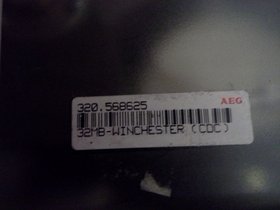 320.568625 AEG
32MB-WINCHESTER (CDC)